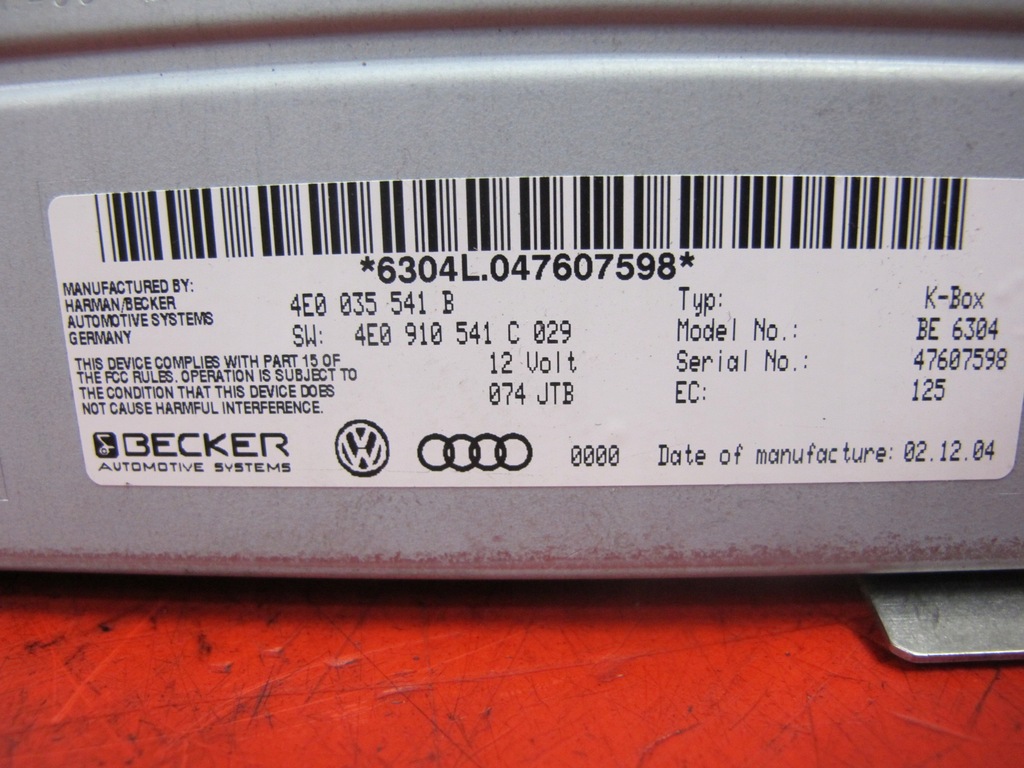 *6304L.047607598*
MANUFACTURED BY:
HARMAN/BECKER
AUTOMOTIVE SYSTEMS
GERMANY
THIS DEVICE COMPLIES WITH PART 15 OF
THE FCC RULES. OPERATION IS SUBJECT TO
THE CONDITION THAT THIS DEVICE DOES
NOT CAUSE HARMFUL INTERFERENCE.
4E0 035 541 B
SW: 4E0 910 541 C 029
12 Volt
074 JTB
Typ: K-Box
Model No.: BE 6304
Serial No.: 47607598
EC: 125
BECKER
AUTOMOTIVE SYSTEMS
VW
0000 Date of manufacture: 02.12.04